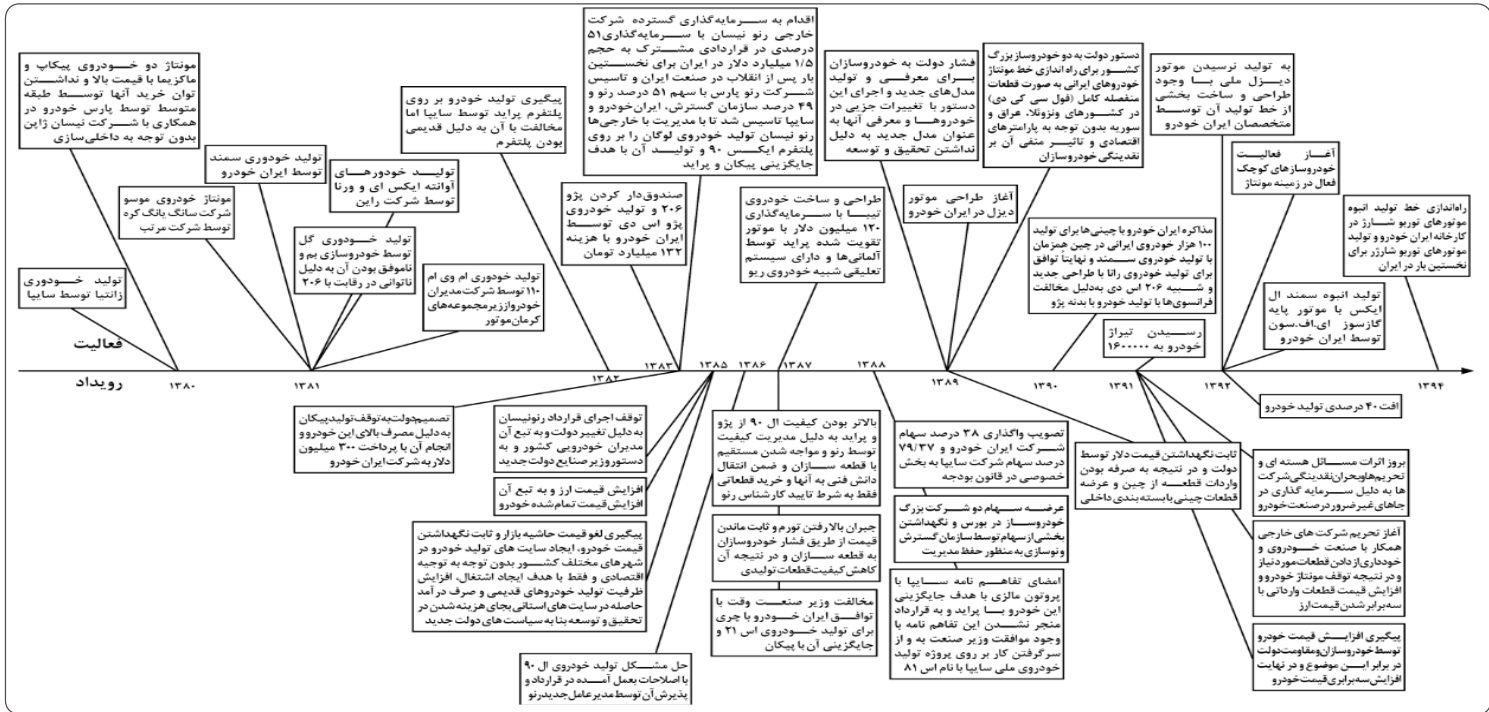 مونتاژ دو خودروی پیکاپ و
ماکزیما با قیمت بالا و نداشتن
توان خرید آنها توسط طبقه
متوسط توسط پارس خودرو در
همکاری با شرکت نیسان ژاپن
بدون توجه به داخلی‌سازی
تولید خودوری
زانتیا توسط سایپا
تولید خودوری سمند
توسط ایران خودرو
مونتاژ خودروی موسو
شرکت سانگ یانگ کره
توسط شرکت مرتب
تولید خودورهای
آوانته ایکس ای و ورنا
توسط شرکت راین
تولید خودوری گل
توسط خودروسازی بم و
ناموفق بودن آن به دلیل
ناتوانی در رقابت با ۲۰۶
تولید خودوری ام وی ام
۱۱۰ توسط شرکت مدیران
خودرو از زیر مجموعه‌های
کرمان موتور
پیگیری تولید خودرو بر روی
پلتفرم پراید توسط سایپا اما
مخالفت با آن به دلیل قدیمی
بودن پلتفرم
اقدام به سرمایه‌گذاری گسترده شرکت
خارجی رنو نیسان با سرمایه‌گذاری ۵۱
درصدی در قراردادی مشترک به حجم
۱/۵ میلیارد دلار در ایران برای نخستین
بار پس از انقلاب در صنعت ایران و تاسیس
شرکت رنو پارس با سهم ۵۱ درصد رنو و
۴۹ درصد سازمان گسترش، ایران‌خودرو و
سایپا تاسیس شد تا با مدیریت با خارجی‌ها
رنو نیسان تولید خودروی لوگان را بر روی
پلتفرم ایکس ۹۰ و تولید آن با هدف
جایگزینی پیکان و پراید
صندوق‌دار کردن پژو
۲۰۶ و تولید خودروی
پژو اس دی توسط
ایران خودرو با هزینه
۱۳۲ میلیارد تومان
طراحی و ساخت خودروی
تیبا با سرمایه‌گذاری
۱۲۰ میلیون دلار با موتور
تقویت شده پراید توسط
آلمانی‌ها و دارای سیستم
تعلیقی شبیه خودروی ریو
فشار دولت به خودروسازان
برای معرفی و تولید
مدل‌های جدید و اجرای این
دستور با تغییرات جزیی در
خودروها و معرفی آنها به
عنوان مدل جدید به دلیل
نداشتن تحقیق و توسعه
آغاز طراحی موتور
دیزل در ایران خودرو
دستور دولت به دو خودروساز بزرگ
کشور برای راه اندازی خط مونتاژ
خودروهای ایرانی به صورت قطعات
منفصله کامل (فول سی کی دی)
در کشورهای ونزوئلا، عراق و
سوریه بدون توجه به پارامترهای
اقتصادی و تاثیر منفی آن بر
نقدینگی خودروسازان
مذاکره ایران خودرو با چینی‌ها برای تولید
۱۰۰ هزار خودروی ایرانی در چین همزمان
با تولید خودروی سمند و نهایتاً توافق
برای تولید خودروی رانا با طراحی جدید
و شبیه ۲۰۶ اس دی به‌دلیل مخالفت
فرانسوی‌ها با تولید خودرو با بدنه پژو
به تولید نرسیدن موتور
دیزل ملی با وجود
طراحی و ساخت بخشی
از خط تولید آن توسط
متخصصان ایران خودرو
آغاز فعالیت
خودروسازهای کوچک
فعال در زمینه مونتاژ
رسیدن تیراژ
خودرو به ۱۶۰۰۰۰۰
تولید انبوه سمند ال
ایکس با موتور پایه
گازسوز ای.اف.سون
توسط ایران خودرو
راه‌اندازی خط تولید انبوه
موتورهای توربو شارژ در
کارخانه ایران خودرو و تولید
موتورهای توربو شارژر برای
نخستین بار در ایران
فعالیت
رویداد
۱۳۸۰
۱۳۸۱
۱۳۸۲
۱۳۸۳
۱۳۸۵
۱۳۸۶
۱۳۸۷
۱۳۸۸
۱۳۸۹
۱۳۹۰
۱۳۹۱
۱۳۹۲
۱۳۹۴
تصمیم دولت به توقف تولید پیکان
به دلیل مصرف بالای این خودرو و
انجام آن با پرداخت ۳۰۰ میلیون
دلار به شرکت ایران خودرو
توقف اجرای قرارداد رنونیسان
به دلیل تغییر دولت و به تبع آن
مدیران خودرویی کشور و به
دستور وزیر صنایع دولت جدید
افزایش قیمت ارز و به تبع آن
افزایش قیمت تمام‌شده خودرو
پیگیری لغو قیمت حاشیه بازار و ثابت نگهداشتن
قیمت خودرو، ایجاد سایت های تولید خودرو در
شهرهای مختلف کشور بدون توجه به توجیه
اقتصادی و فقط با هدف ایجاد اشتغال، افزایش
ظرفیت تولید خودروهای قدیمی و صرف درآمد
حاصله در سایت های استانی بجای هزینه شدن در
تحقیق و توسعه بنا به سیاست های دولت جدید
حل مشکل تولید خودروی ال ۹۰
با اصلاحات بعمل آمده در قرارداد و
پذیرش آن توسط مدیرعامل جدید رنو
بالاتر بودن کیفیت ال ۹۰ از پژو
و پراید به دلیل مدیریت کیفیت
توسط رنو و مواجه شدن مستقیم
با قطعه سازان و ضمن انتقال
دانش فنی به آنها و خرید قطعاتی
فقط به شرط تایید کارشناس رنو
جبران بالا رفتن تورم و ثابت ماندن
قیمت از طریق فشار خودروسازان
به قطعه سازان و در نتیجه آن
کاهش کیفیت قطعات تولیدی
مخالفت وزیر صنعت وقت با
توافق ایران خودرو با چری
برای تولید خودروی اس ۲۱ و
جایگزینی آن با پیکان
تصویب واگذاری ۳۸ درصد سهام
شرکت ایران خودرو و ۷۹/۳۷
درصد سهام شرکت سایپا به بخش
خصوصی در قانون بودجه
عرضه سهام دو شرکت بزرگ
خودروساز در بورس و نگهداشتن
بخشی از سهام توسط سازمان گسترش
و نوسازی به منظور حفظ مدیریت
امضای تفاهم نامه سایپا با
پروتون مالزی با هدف جایگزینی
این خودرو با پراید و به قرارداد
منجر نشدن این تفاهم نامه با
وجود موافقت وزیر صنعت به و از
سرگرفتن کار بر روی پروژه تولید
خودروی ملی سایپا با نام اس ۸۱
ثابت نگهداشتن قیمت دلار توسط
دولت و در نتیجه به صرفه بودن
واردات قطعه از چین و عرضه
قطعات چینی با بسته بندی داخلی
افت ۴۰ درصدی تولید خودرو
بروز اثرات مسائل هسته ای و
تحریم‌ها و بحران نقدینگی شرکت
ها به دلیل سرمایه گذاری در
جاهای غیرضرور در صنعت خودرو
آغاز تحریم شرکت های خارجی
همکار با صنعت خودروی و
خودداری از دادن قطعات مورد نیاز
و در نتیجه توقف مونتاژ خودرو و
افزایش قیمت قطعات وارداتی با
سه برابر شدن قیمت ارز
پیگیری افزایش قیمت خودرو
توسط خودروسازان و مقاومت دولت
در برابر این موضوع و در نهایت
افزایش سه برابری قیمت خودرو